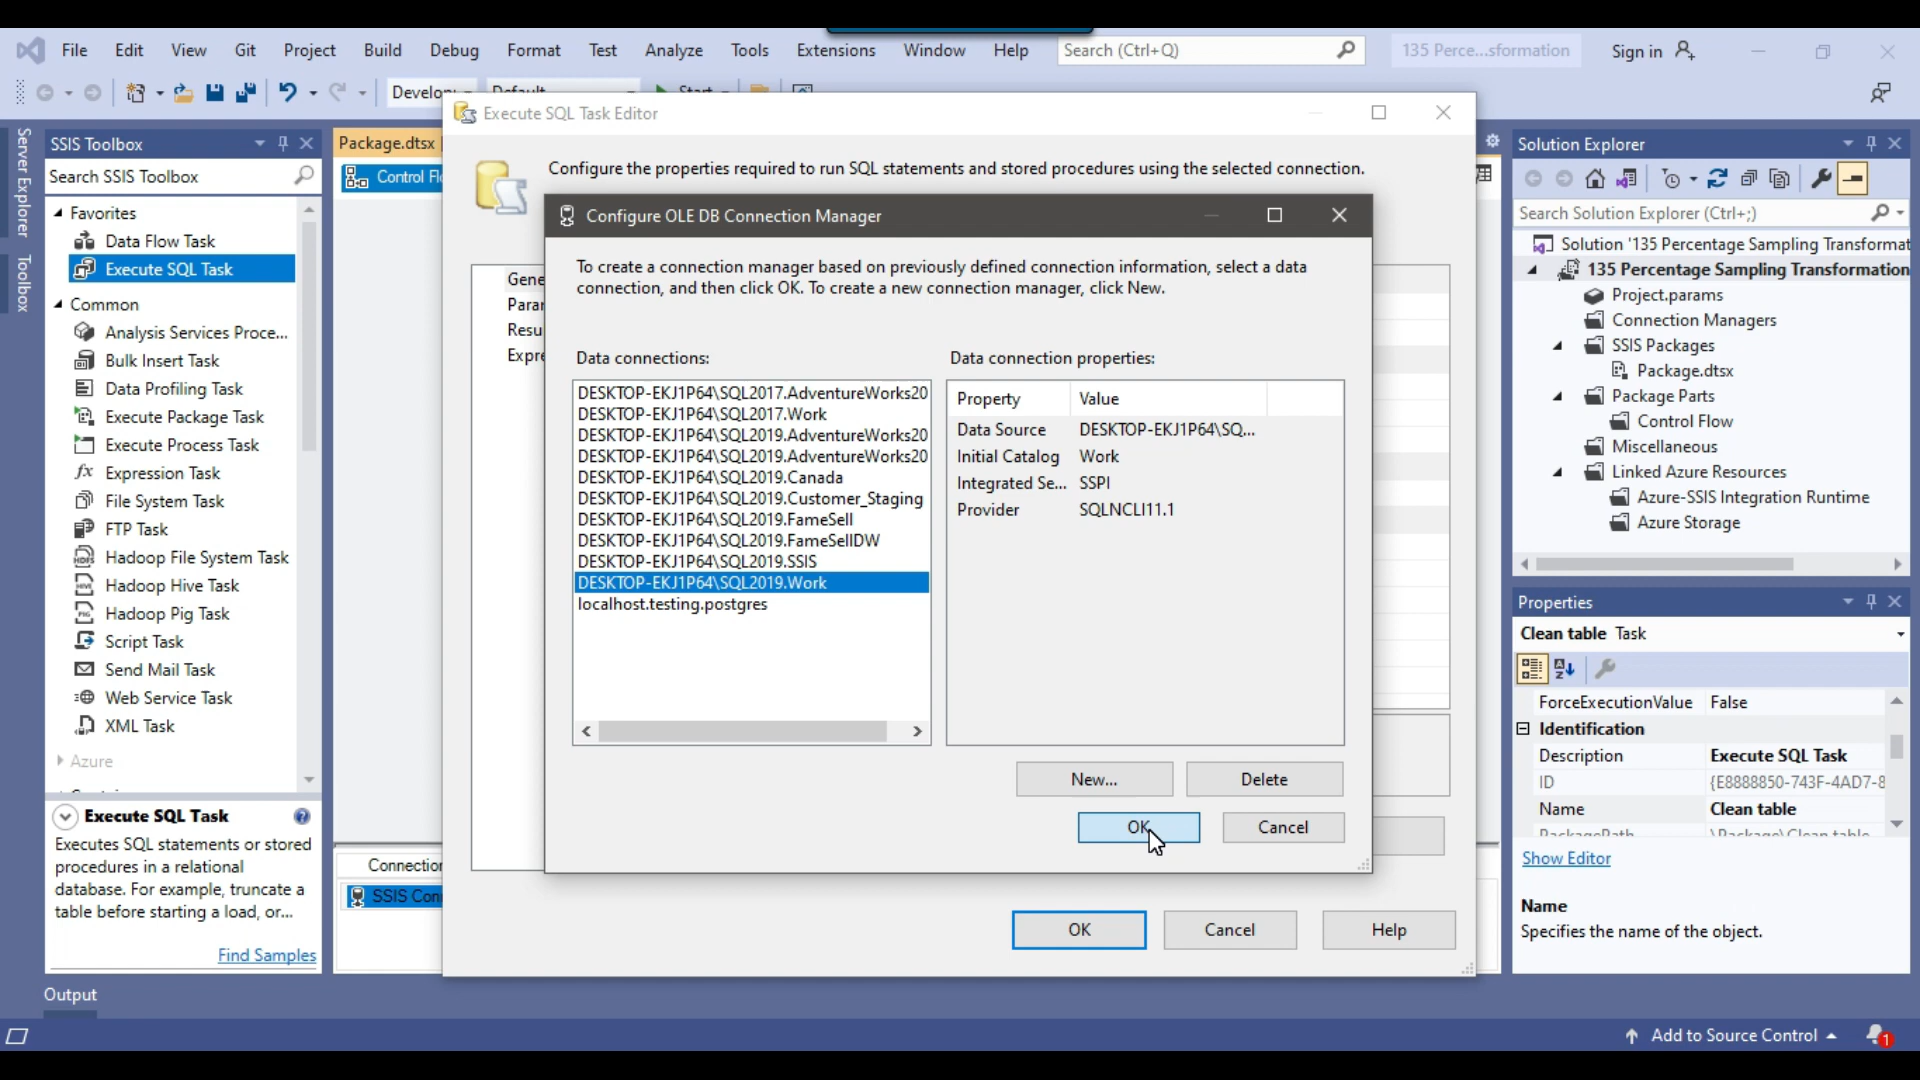 File Edit View Git Project Build Debug Format Test Analyze Tools Extensions Window Help Search (Ctrl+Q) 135 Perce...sformation Sign in
Start
Execute SQL Task Editor
Configure the properties required to run SQL statements and stored procedures using the selected connection.
Server Explorer
Toolbox
SSIS Toolbox
Search SSIS Toolbox
Favorites
Data Flow Task
Execute SQL Task
Common
Analysis Services Proce...
Bulk Insert Task
Data Profiling Task
Execute Package Task
Execute Process Task
Expression Task
File System Task
FTP Task
Hadoop File System Task
Hadoop Hive Task
Hadoop Pig Task
Script Task
Send Mail Task
Web Service Task
XML Task
Azure
Execute SQL Task
Executes SQL statements or stored
procedures in a relational
database. For example, truncate a
table before starting a load, or...
Find Samples
Package.dtsx
Control Fl
Gene
Para
Resu
Expre
Connection
SSIS Con
Configure OLE DB Connection Manager
To create a connection manager based on previously defined connection information, select a data
connection, and then click OK. To create a new connection manager, click New.
Data connections:
DESKTOP-EKJ1P64\SQL2017.AdventureWorks20
DESKTOP-EKJ1P64\SQL2017.Work
DESKTOP-EKJ1P64\SQL2019.AdventureWorks20
DESKTOP-EKJ1P64\SQL2019.AdventureWorks20
DESKTOP-EKJ1P64\SQL2019.Canada
DESKTOP-EKJ1P64\SQL2019.Customer_Staging
DESKTOP-EKJ1P64\SQL2019.FameSell
DESKTOP-EKJ1P64\SQL2019.FameSellDW
DESKTOP-EKJ1P64\SQL2019.SSIS
DESKTOP-EKJ1P64\SQL2019.Work
localhost.testing.postgres
Data connection properties:
Property Value
Data Source DESKTOP-EKJ1P64\SQ...
Initial Catalog Work
Integrated Se... SSPI
Provider SQLNCLI11.1
New... Delete
OK Cancel
OK Cancel Help
Solution Explorer
Search Solution Explorer (Ctrl+;)
Solution '135 Percentage Sampling Transformat
135 Percentage Sampling Transformation
Project.params
Connection Managers
SSIS Packages
Package.dtsx
Package Parts
Control Flow
Miscellaneous
Linked Azure Resources
Azure-SSIS Integration Runtime
Azure Storage
Properties
Clean table Task
ForceExecutionValue False
Identification
Description Execute SQL Task
ID {E8888850-743F-4AD7-8
Name Clean table
Show Editor
Name
Specifies the name of the object.
Output
Add to Source Control 1